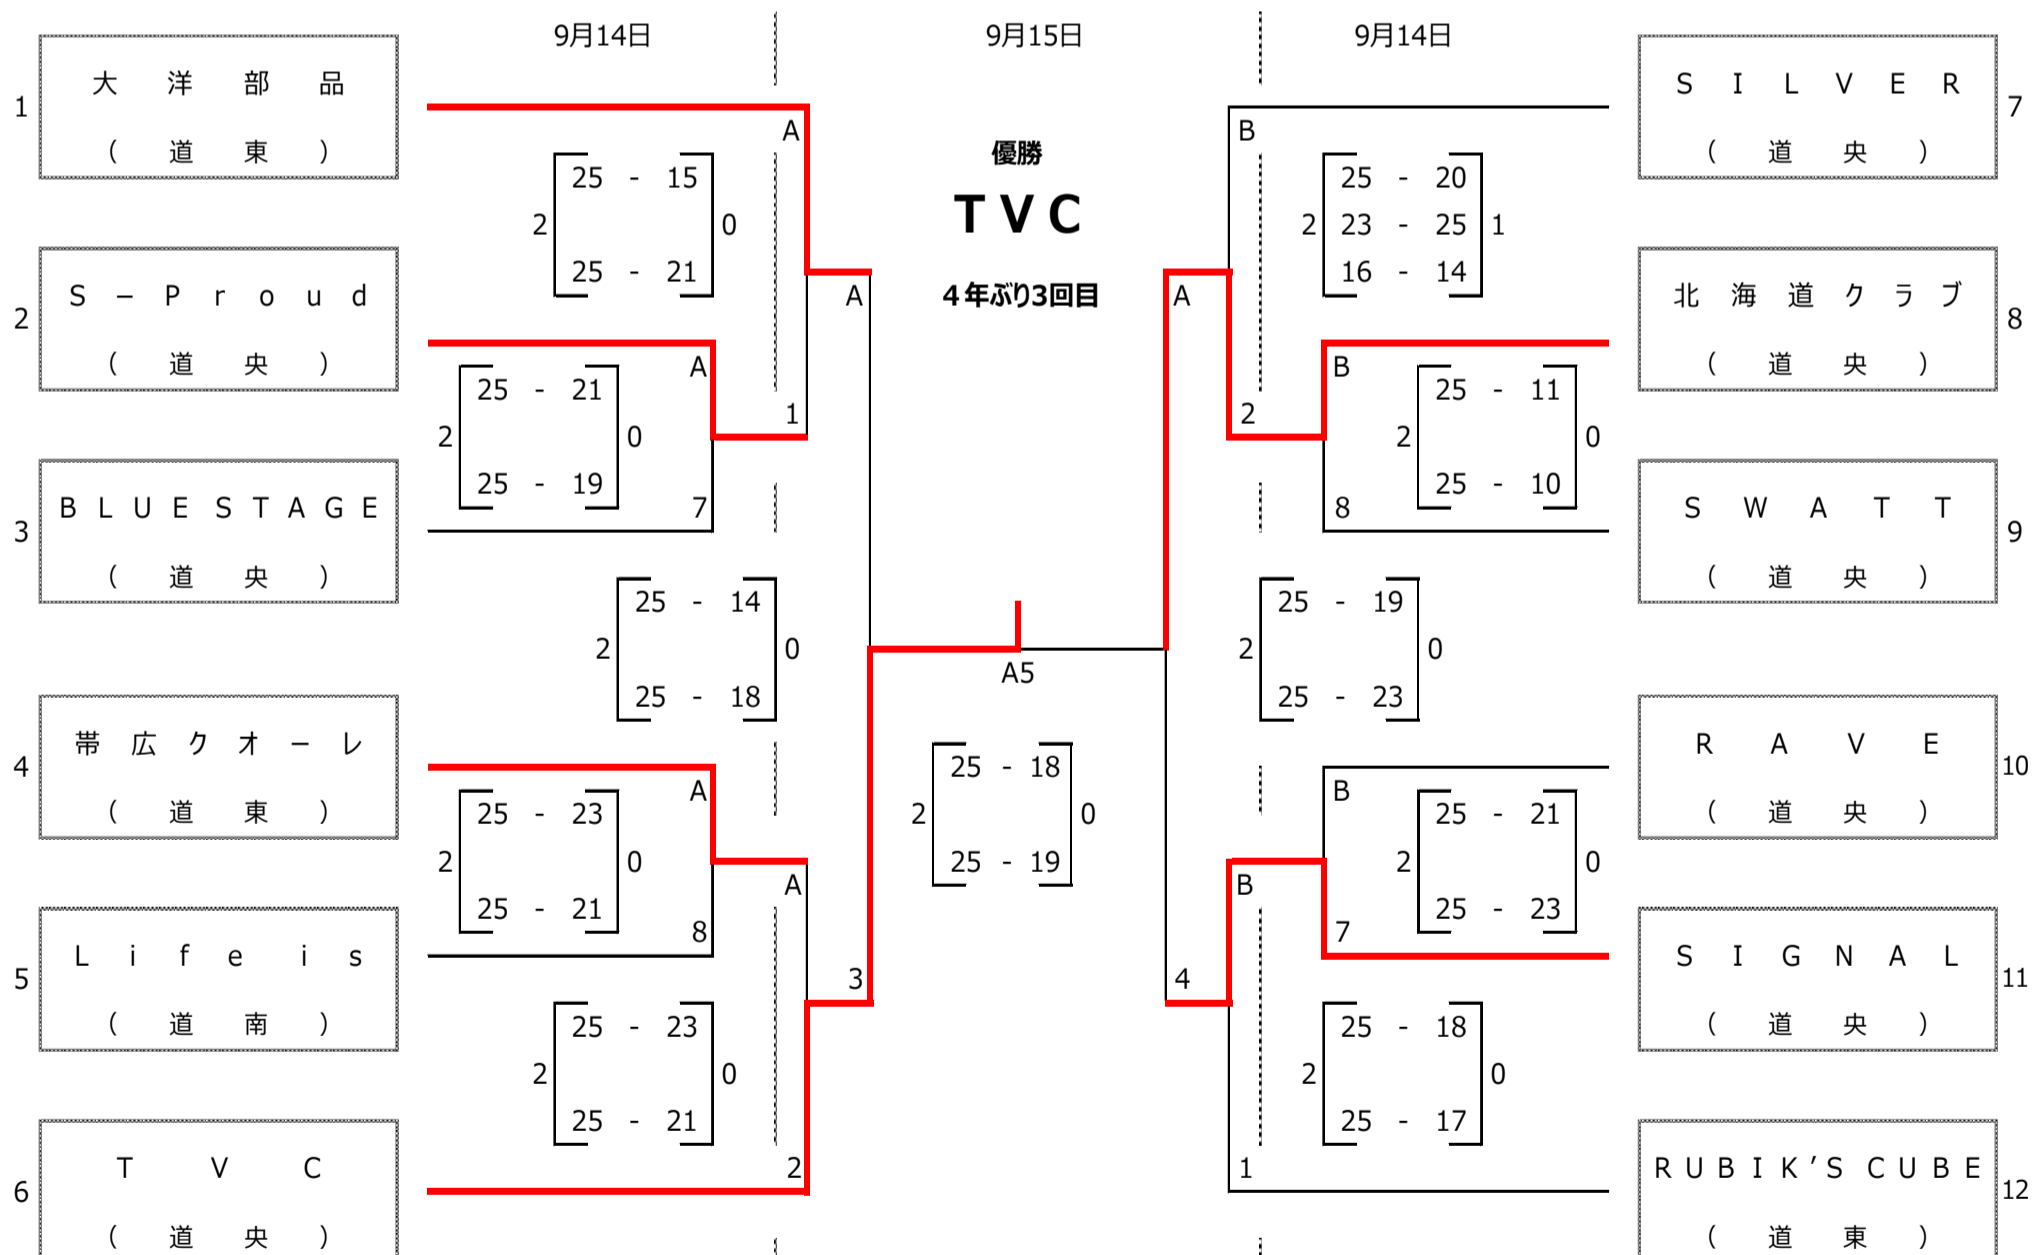 9月14日 9月15日 9月14日
1 大洋部品 SILVER 7
(道東) A 優勝 B (道央)
25 - 15 25 - 20
TVC
2 0 2 23 - 25 1
25 - 21 16 - 14
2 S－Proud A 4年ぶり3回目 A 北海道クラブ 8
(道央) A B (道央)
25 - 21 25 - 11
1 2
2 0 2 0
25 - 19 25 - 10
3 BLUESTAGE 7 8 SWATT 9
(道央) (道央)
25 - 14 25 - 19
2 0 2 0
A5
25 - 18 25 - 23
4 帯広クオーレ 25 - 18 RAVE 10
(道東) A B (道央)
25 - 23 2 0 25 - 21
2 0 25 - 19 2 0
A B
25 - 21 25 - 23
8 7
5 Life is 3 4 SIGNAL 11
(道南) (道央)
25 - 23 25 - 18
2 0 2 0
25 - 21 25 - 17
6 TVC 2 1 RUBIK'S CUBE 12
(道央) (道東)